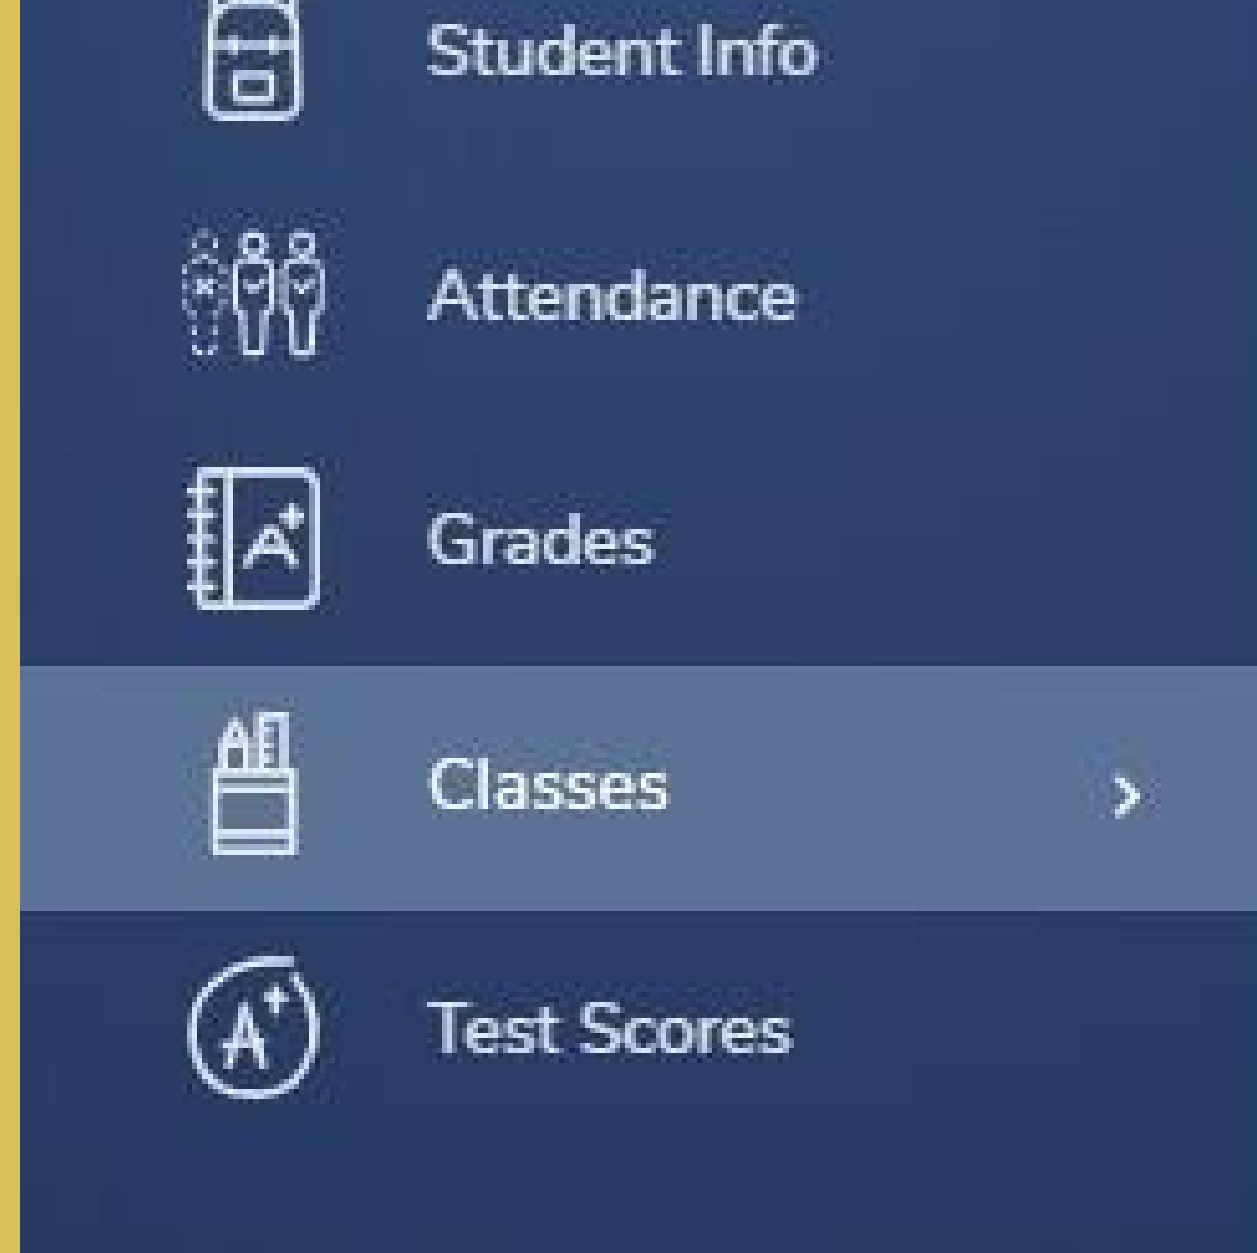 Student Info
Attendance
A+
Grades
Classes
A+
Test Scores